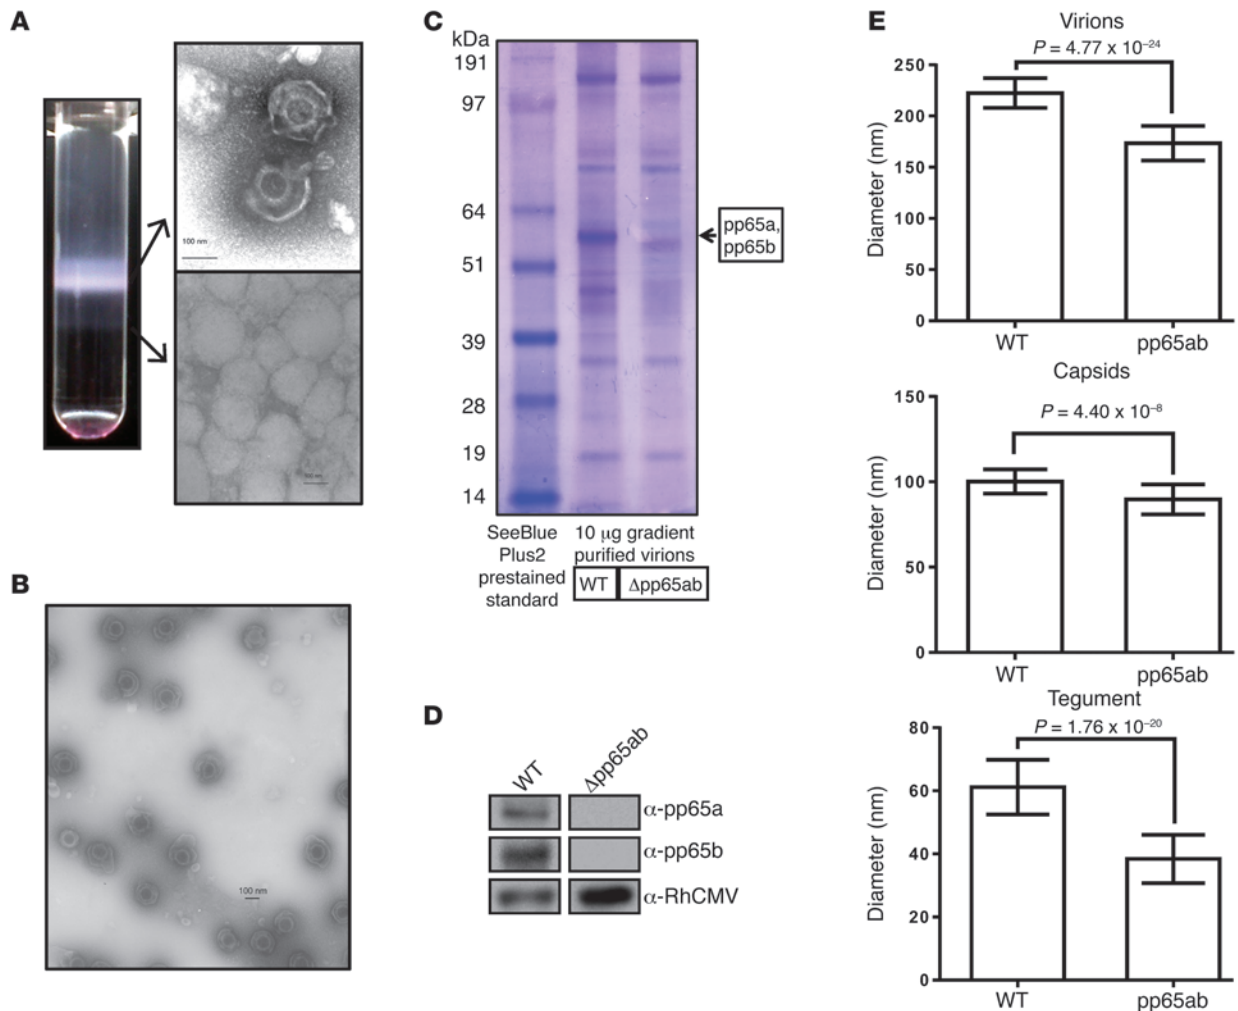 A
100 nm
B
100 nm
C
kDa
191
97
64
51
39
28
19
14
pp65a,
pp65b
SeeBlue
Plus2
prestained
standard
10 μg gradient
purified virions
WT
Δpp65ab
D
WT
Δpp65ab
α-pp65a
α-pp65b
α-RhCMV
E
Virions
P = 4.77 x 10⁻²⁴
Diameter (nm)
250
200
150
100
50
0
WT
pp65ab
Capsids
P = 4.40 x 10⁻⁸
Diameter (nm)
150
100
50
0
WT
pp65ab
Tegument
P = 1.76 x 10⁻²⁰
Diameter (nm)
80
60
40
20
0
WT
pp65ab